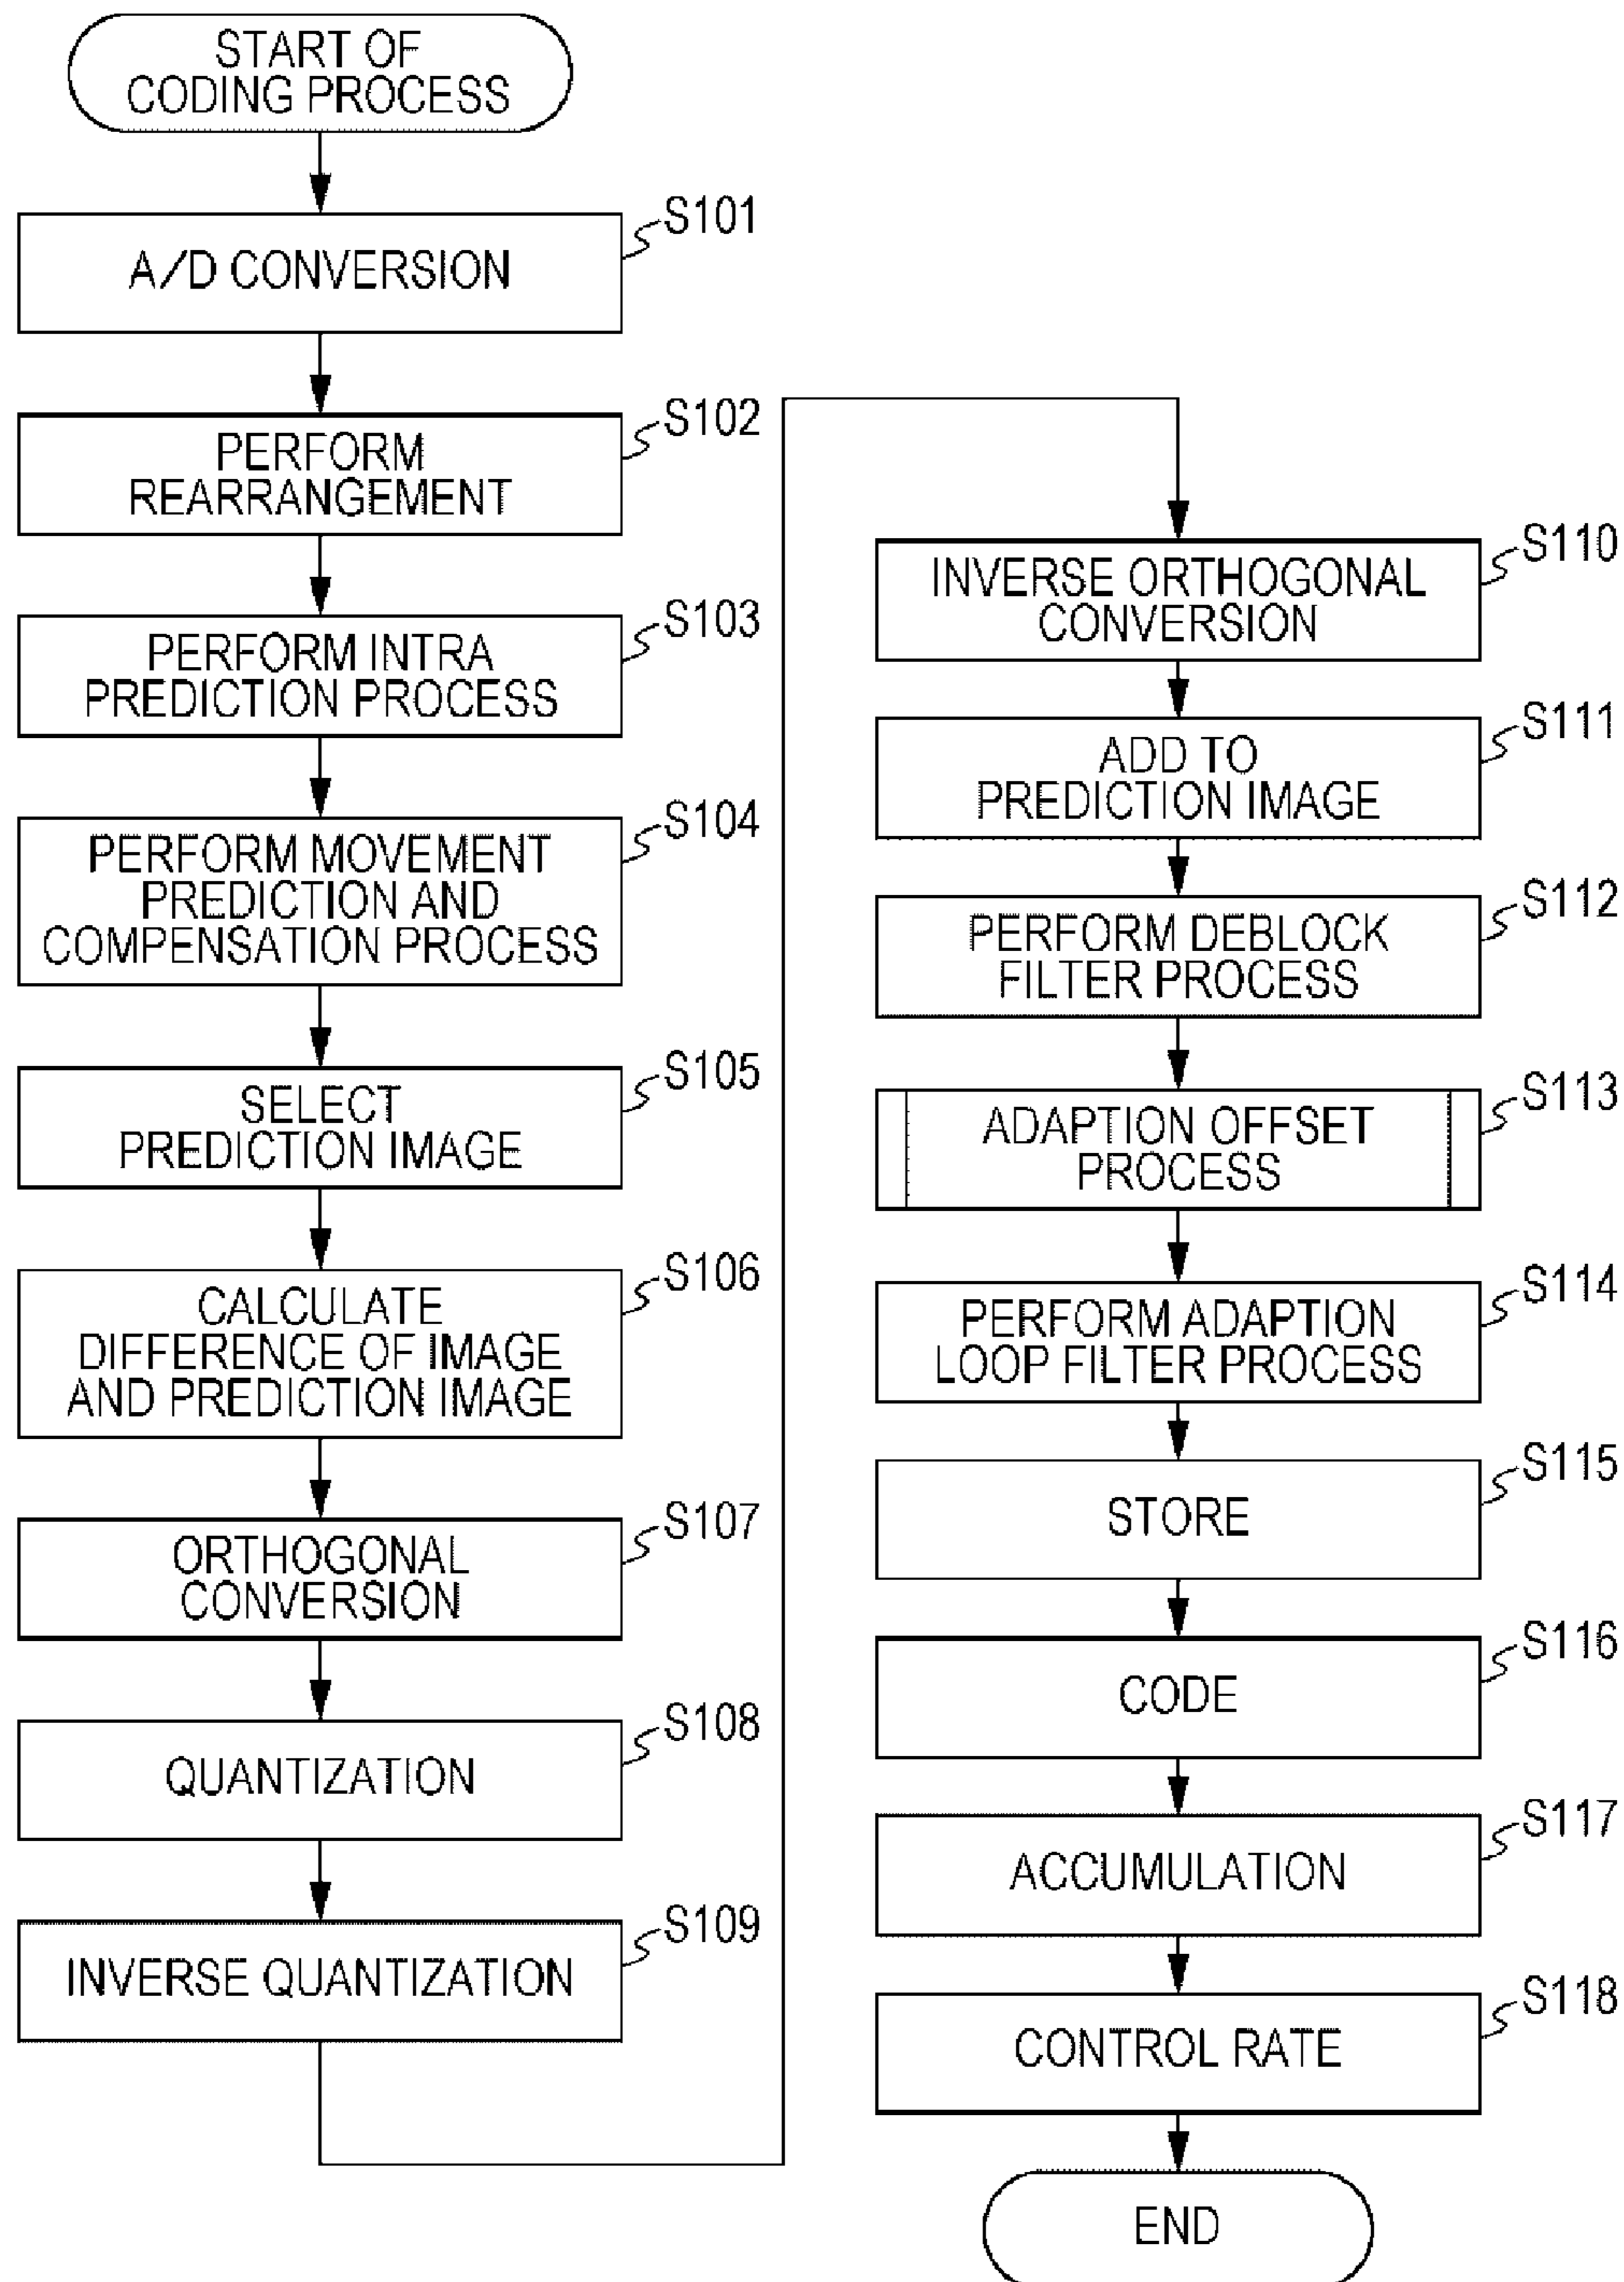 START OF
CODING PROCESS
S101
A/D CONVERSION
S102
PERFORM
REARRANGEMENT
S103
PERFORM INTRA
PREDICTION PROCESS
S104
PERFORM MOVEMENT
PREDICTION AND
COMPENSATION PROCESS
S105
SELECT
PREDICTION IMAGE
S106
CALCULATE
DIFFERENCE OF IMAGE
AND PREDICTION IMAGE
S107
ORTHOGONAL
CONVERSION
S108
QUANTIZATION
S109
INVERSE QUANTIZATION
S110
INVERSE ORTHOGONAL
CONVERSION
S111
ADD TO
PREDICTION IMAGE
S112
PERFORM DEBLOCK
FILTER PROCESS
S113
ADAPTION OFFSET
PROCESS
S114
PERFORM ADAPTION
LOOP FILTER PROCESS
S115
STORE
S116
CODE
S117
ACCUMULATION
S118
CONTROL RATE
END